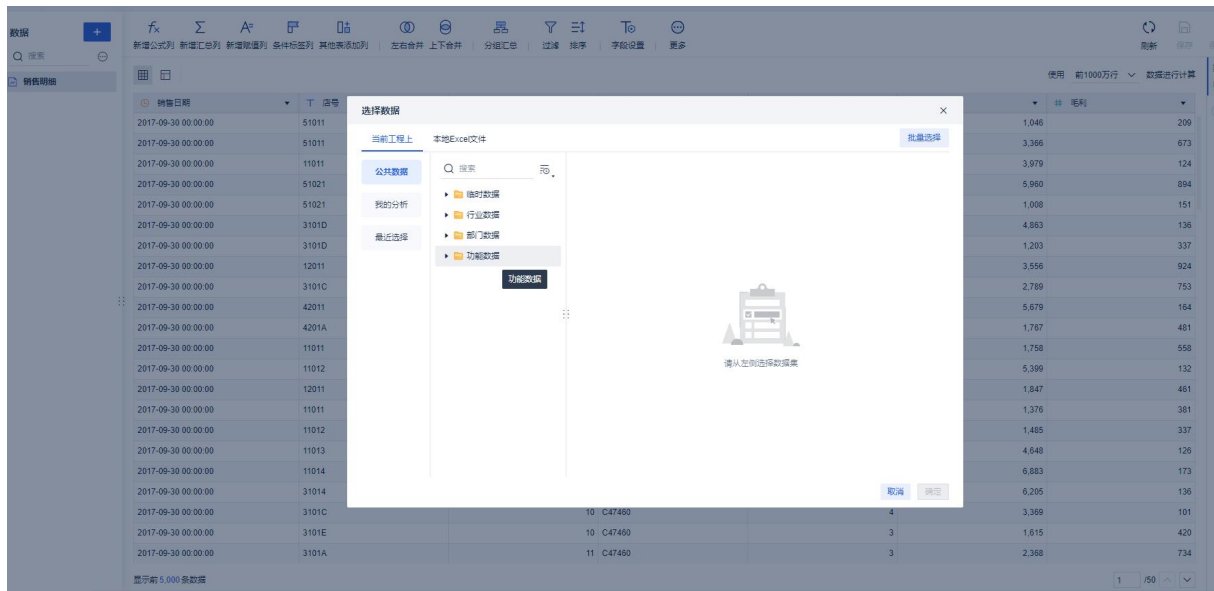 数据
+
新增公式列 新增汇总列 新增赋值列 条件标签列 其他表添加列 左右合并 上下合并 分组汇总 过滤 排序 字段设置 更多
刷新 保存
搜索
销售明细
使用 前1000万行 数据进行计算
销售日期 T 店号 # 毛利
2017-09-30 00:00:00 51011 1,046 209
2017-09-30 00:00:00 51011 3,366 673
2017-09-30 00:00:00 11011 3,979 124
2017-09-30 00:00:00 51021 5,960 894
2017-09-30 00:00:00 51021 1,008 151
2017-09-30 00:00:00 3101D 4,863 136
2017-09-30 00:00:00 3101D 1,203 337
2017-09-30 00:00:00 12011 3,556 924
2017-09-30 00:00:00 3101C 2,789 753
2017-09-30 00:00:00 42011 5,679 164
2017-09-30 00:00:00 4201A 1,767 481
2017-09-30 00:00:00 11011 1,758 558
2017-09-30 00:00:00 11012 5,399 132
2017-09-30 00:00:00 12011 1,847 461
2017-09-30 00:00:00 11011 1,376 381
2017-09-30 00:00:00 11012 1,485 337
2017-09-30 00:00:00 11013 4,648 126
2017-09-30 00:00:00 11014 6,883 173
2017-09-30 00:00:00 31014 6,205 136
2017-09-30 00:00:00 3101C 10 C47460 4 3,369 101
2017-09-30 00:00:00 3101E 10 C47460 3 1,615 420
2017-09-30 00:00:00 3101A 11 C47460 3 2,368 734
显示前 5,000 条数据
1 /50
选择数据
当前工程上 本地Excel文件 批量选择
公共数据
我的分析
最近选择
搜索
临时数据
行业数据
部门数据
功能数据
功能数据
请从左侧选择数据集
取消 确定